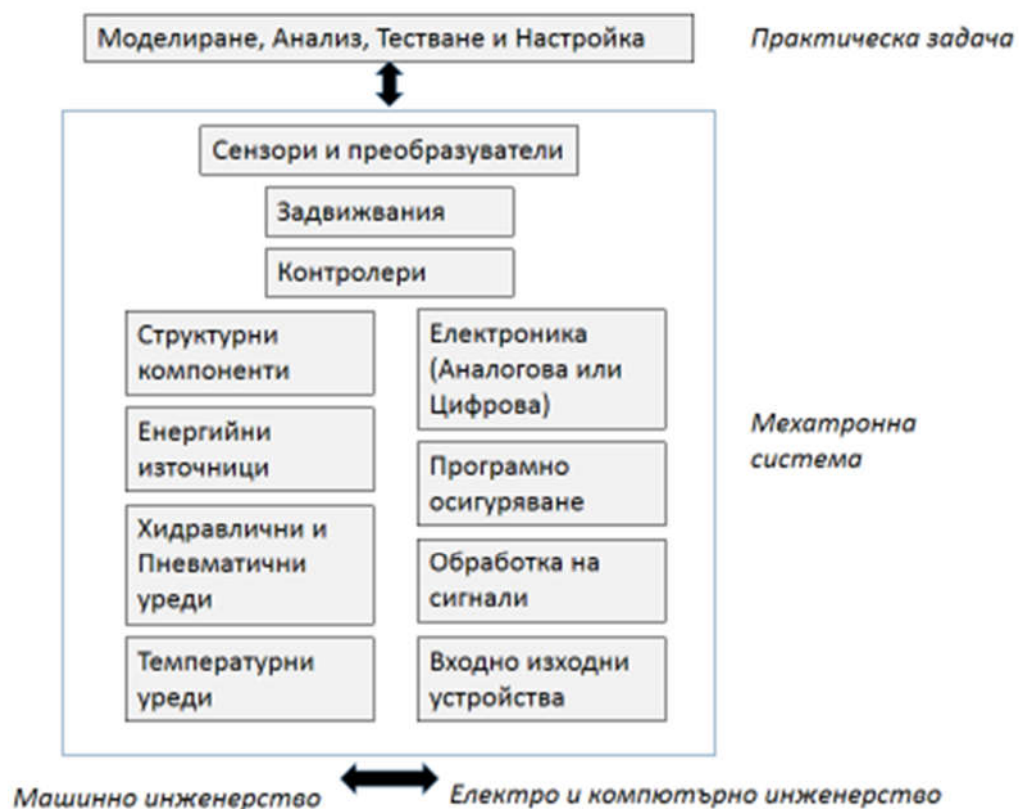 Моделиране, Анализ, Тестване и Настройка
Практическа задача
Сензори и преобразуватели
Задвижвания
Контролери
Структурни
компоненти
Енергийни
източници
Хидравлични и
Пневматични
уреди
Температурни
уреди
Електроника
(Аналогова или
Цифрова)
Програмно
осигуряване
Обработка на
сигнали
Входно изходни
устройства
Мехатронна
система
Машинно инженерство
Електро и компютърно инженерство